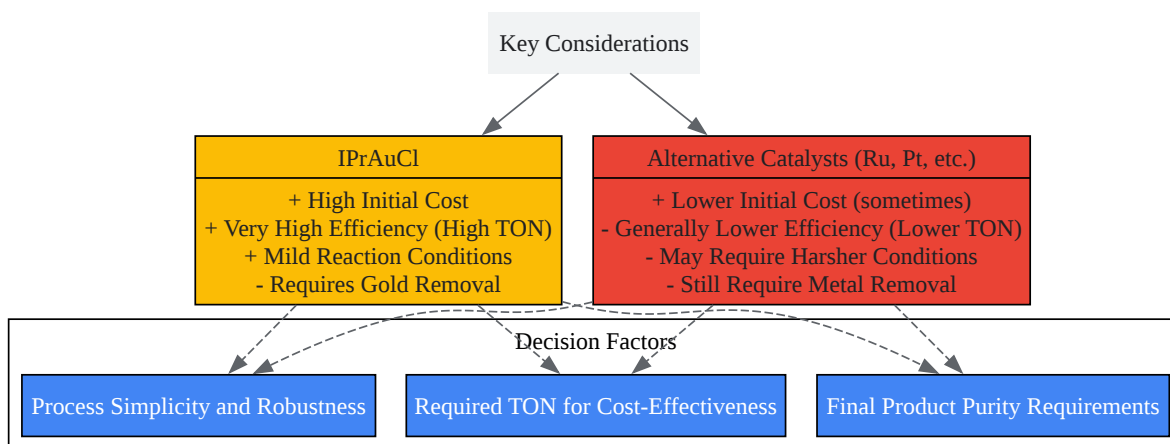 Key Considerations
IPrAuCl
+ High Initial Cost
+ Very High Efficiency (High TON)
+ Mild Reaction Conditions
- Requires Gold Removal
Alternative Catalysts (Ru, Pt, etc.)
+ Lower Initial Cost (sometimes)
- Generally Lower Efficiency (Lower TON)
- May Require Harsher Conditions
- Still Require Metal Removal
Decision Factors
Process Simplicity and Robustness
Required TON for Cost-Effectiveness
Final Product Purity Requirements